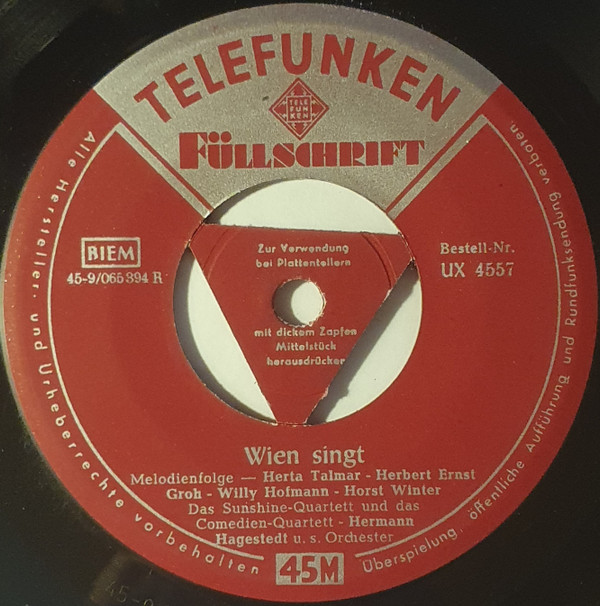 TELEFUNKEN
TELE
FUN
KEN
FÜLLSCHRIFT
BIEM
45-9/065 394 R
Zur Verwendung
bei Plattentellern
mit dickem Zapfen
Mittelstück
herausdrücken
Bestell-Nr.
UX 4557
Wien singt
Melodienfolge — Herta Talmar - Herbert Ernst
Groh - Willy Hofmann - Horst Winter
Das Sunshine-Quartett und das
Comedien-Quartett - Hermann
Hagestedt u. s. Orchester
45M
Alle Hersteller- und Urheberrechte vorbehalten
Überspielung, öffentliche Aufführung und Rundfunksendung verboten.